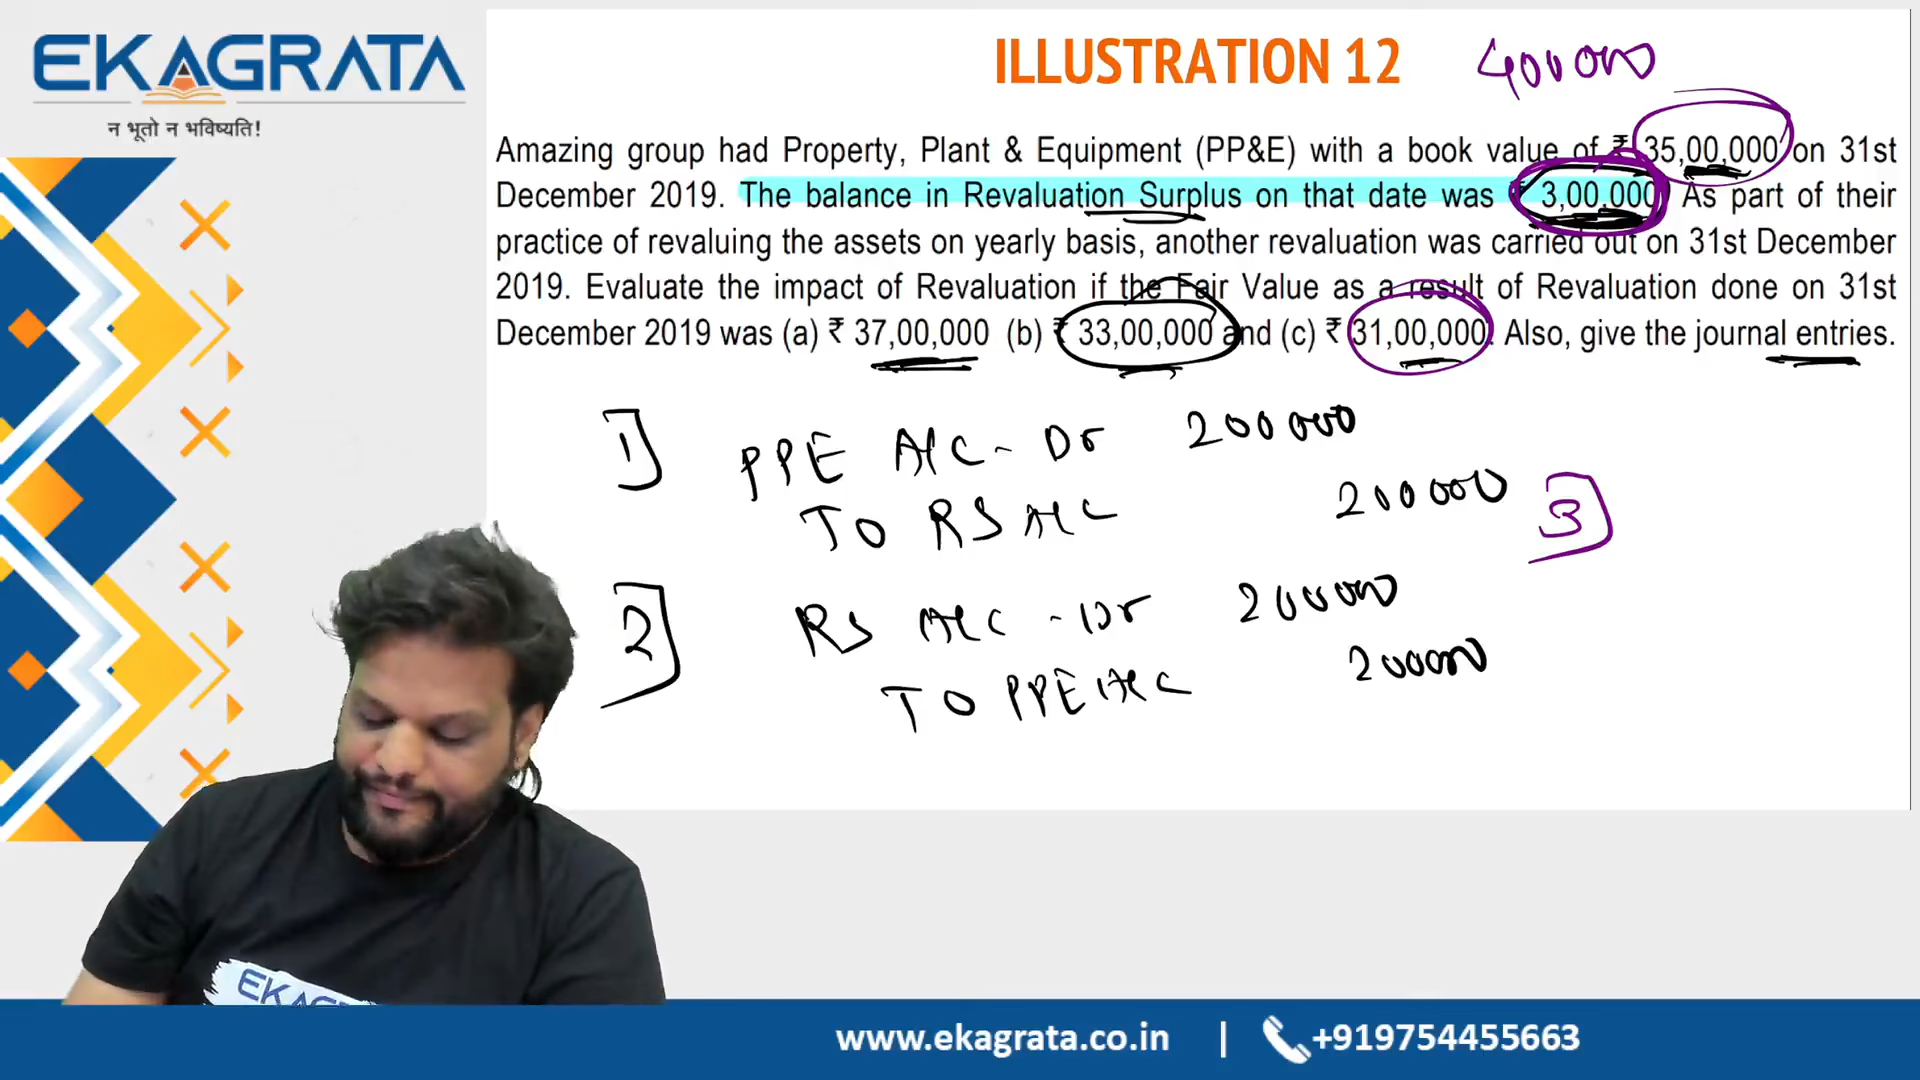 EKAGRATA
न भूतो न भविष्यति!
ILLUSTRATION 12
400000
Amazing group had Property, Plant & Equipment (PP&E) with a book value of ₹ 35,00,000 on 31st
December 2019. The balance in Revaluation Surplus on that date was ₹ 3,00,000 As part of their
practice of revaluing the assets on yearly basis, another revaluation was carried out on 31st December
2019. Evaluate the impact of Revaluation if the Fair Value as a result of Revaluation done on 31st
December 2019 was (a) ₹ 37,00,000 (b) ₹ 33,00,000 and (c) ₹ 31,00,000. Also, give the journal entries.
1] PPE A/C - Dr 200000
TO RS A/C 200000
3]
2] RS A/C - Dr 200000
TO PPE A/C 200000
EKAGRATA
www.ekagrata.co.in | +919754455663